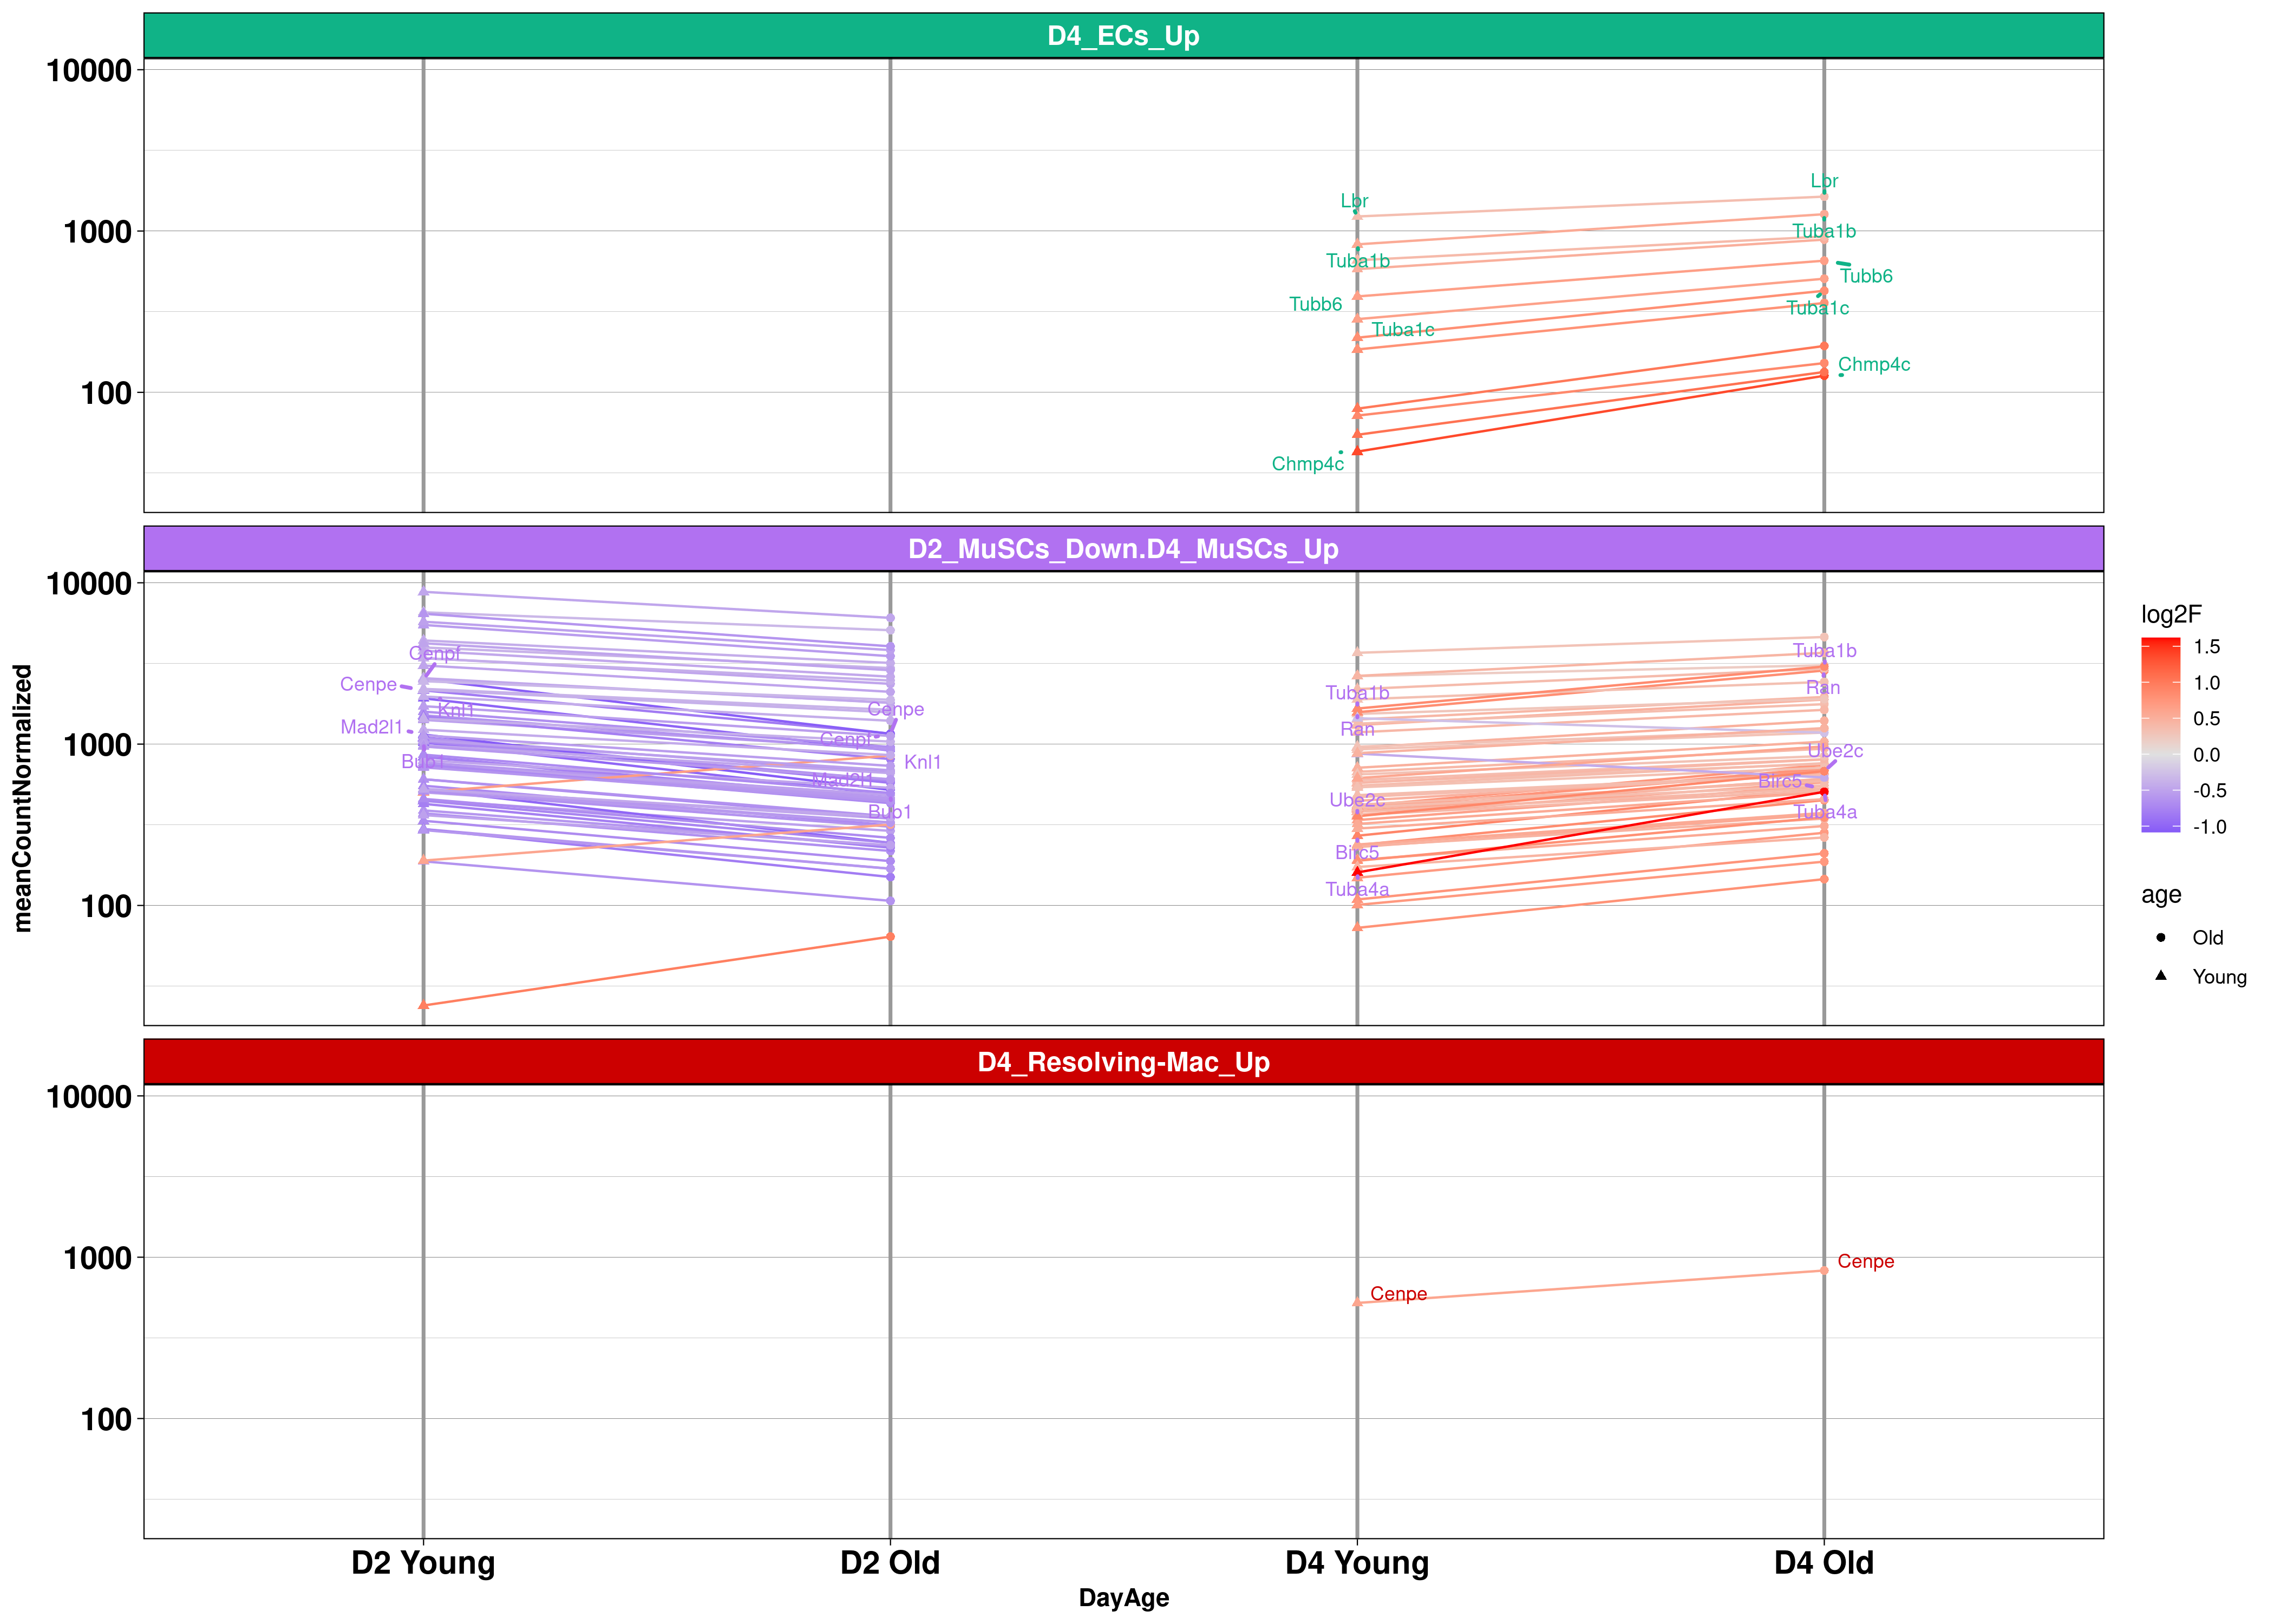 D4_ECs_Up
10000
1000
100
Lbr
Lbr
Tuba1b
Tuba1b
Tubb6
Tubb6
Tuba1c
Tuba1c
Chmp4c
Chmp4c
D2_MuSCs_Down.D4_MuSCs_Up
10000
1000
100
Cenpf
Cenpe
Knl1
Mad2l1
Bub1
Cenpe
Cenpf
Knl1
Mad2l1
Bub1
Tuba1b
Ran
Ube2c
Birc5
Tuba4a
Tuba1b
Ran
Ube2c
Birc5
Tuba4a
D4_Resolving-Mac_Up
10000
1000
100
Cenpe
Cenpe
D2 Young
D2 Old
D4 Young
D4 Old
DayAge
meanCountNormalized
log2F
1.5
1.0
0.5
0.0
-0.5
-1.0
age
Old
Young